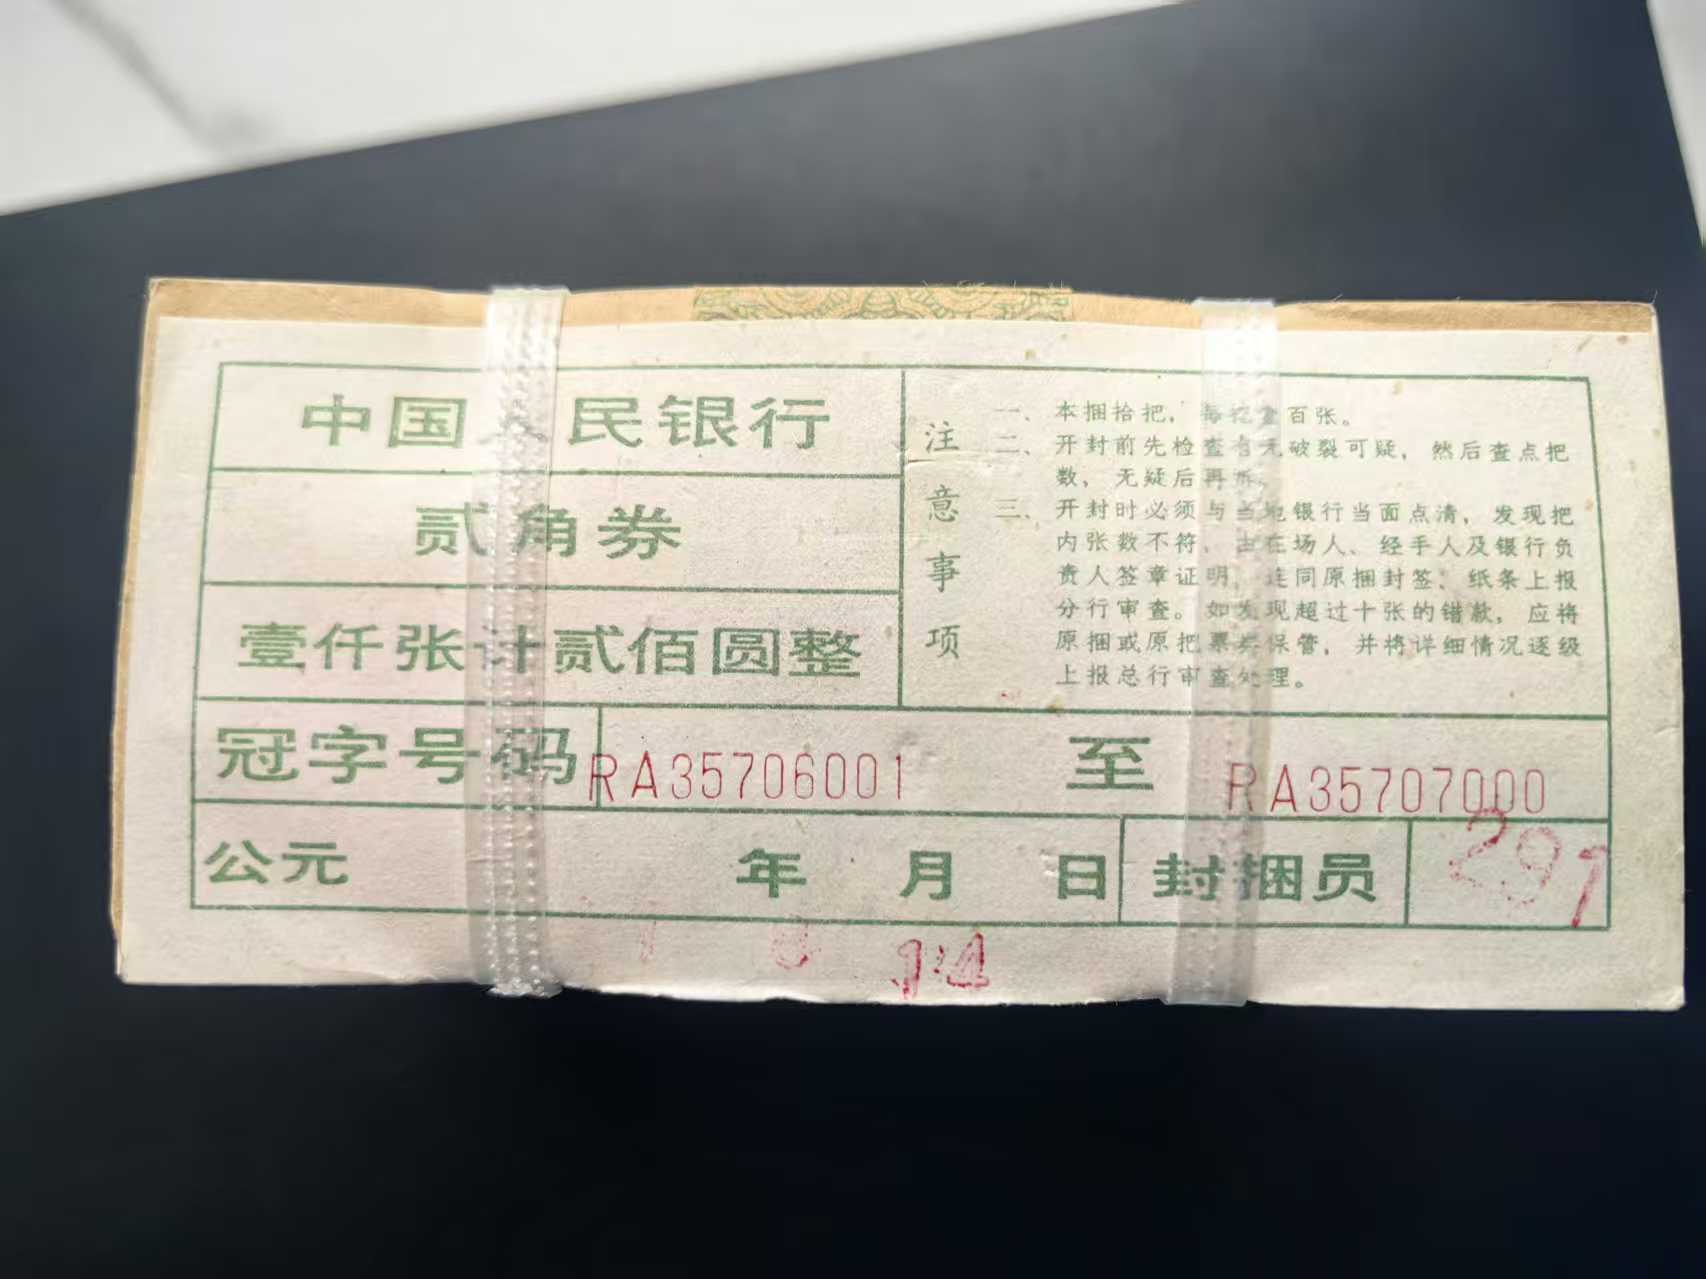 中国人民银行
贰角券
壹仟张计贰佰圆整
注意事项
一、本捆拾把，每把壹百张。
二、开封前先检查有无破裂可疑，然后查点把
数，无疑后再拆。
三、开封时必须与当地银行当面点清，发现把
内张数不符，由在场人、经手人及银行负
责人签章证明，连同原捆封签、纸条上报
分行审查。如发现超过十张的错款，应将
原捆或原把票券保管，并将详细情况逐级
上报总行审查处理。
冠字号码 RA35706001 至 RA35707000
公元 年 月 日 封捆员 291